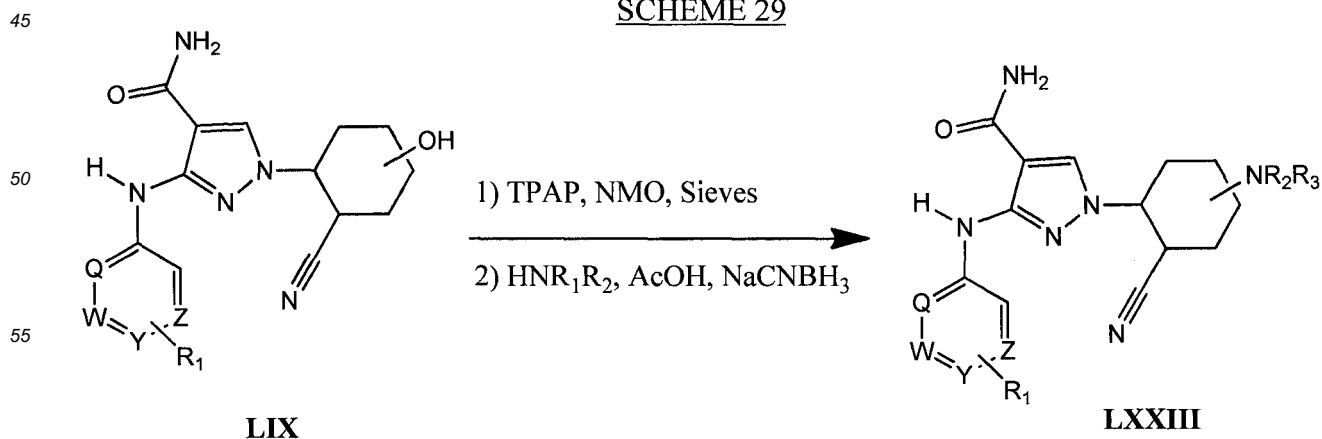 SCHEME 29
45
50
55
NH2
O
H
N
N
N
OH
N
Q
W
Y
Z
R1
LIX
1) TPAP, NMO, Sieves
2) HNR1R2, AcOH, NaCNBH3
NH2
O
H
N
N
N
NR2R3
N
Q
W
Y
Z
R1
LXXIII